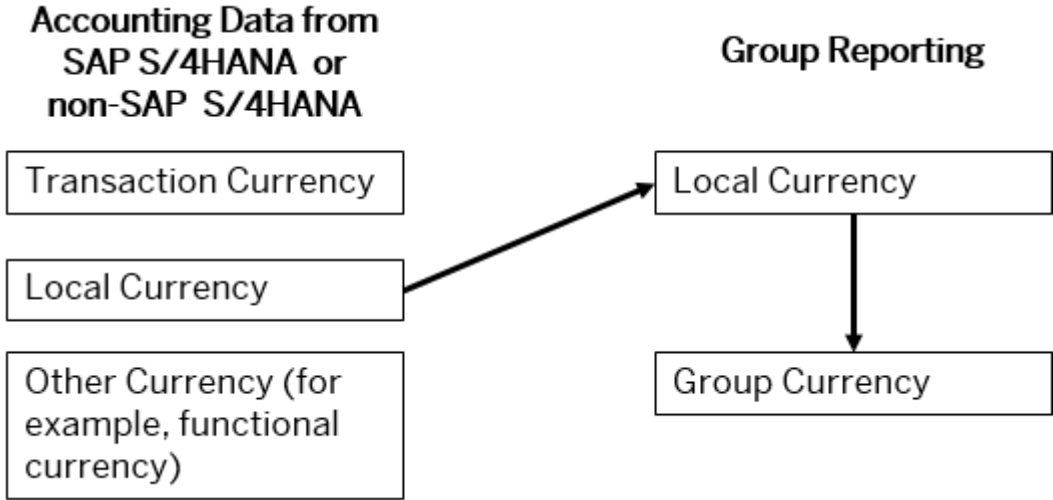 Accounting Data from
SAP S/4HANA or
non-SAP S/4HANA
Group Reporting
Transaction Currency
Local Currency
Local Currency
Other Currency (for
example, functional
currency)
Group Currency